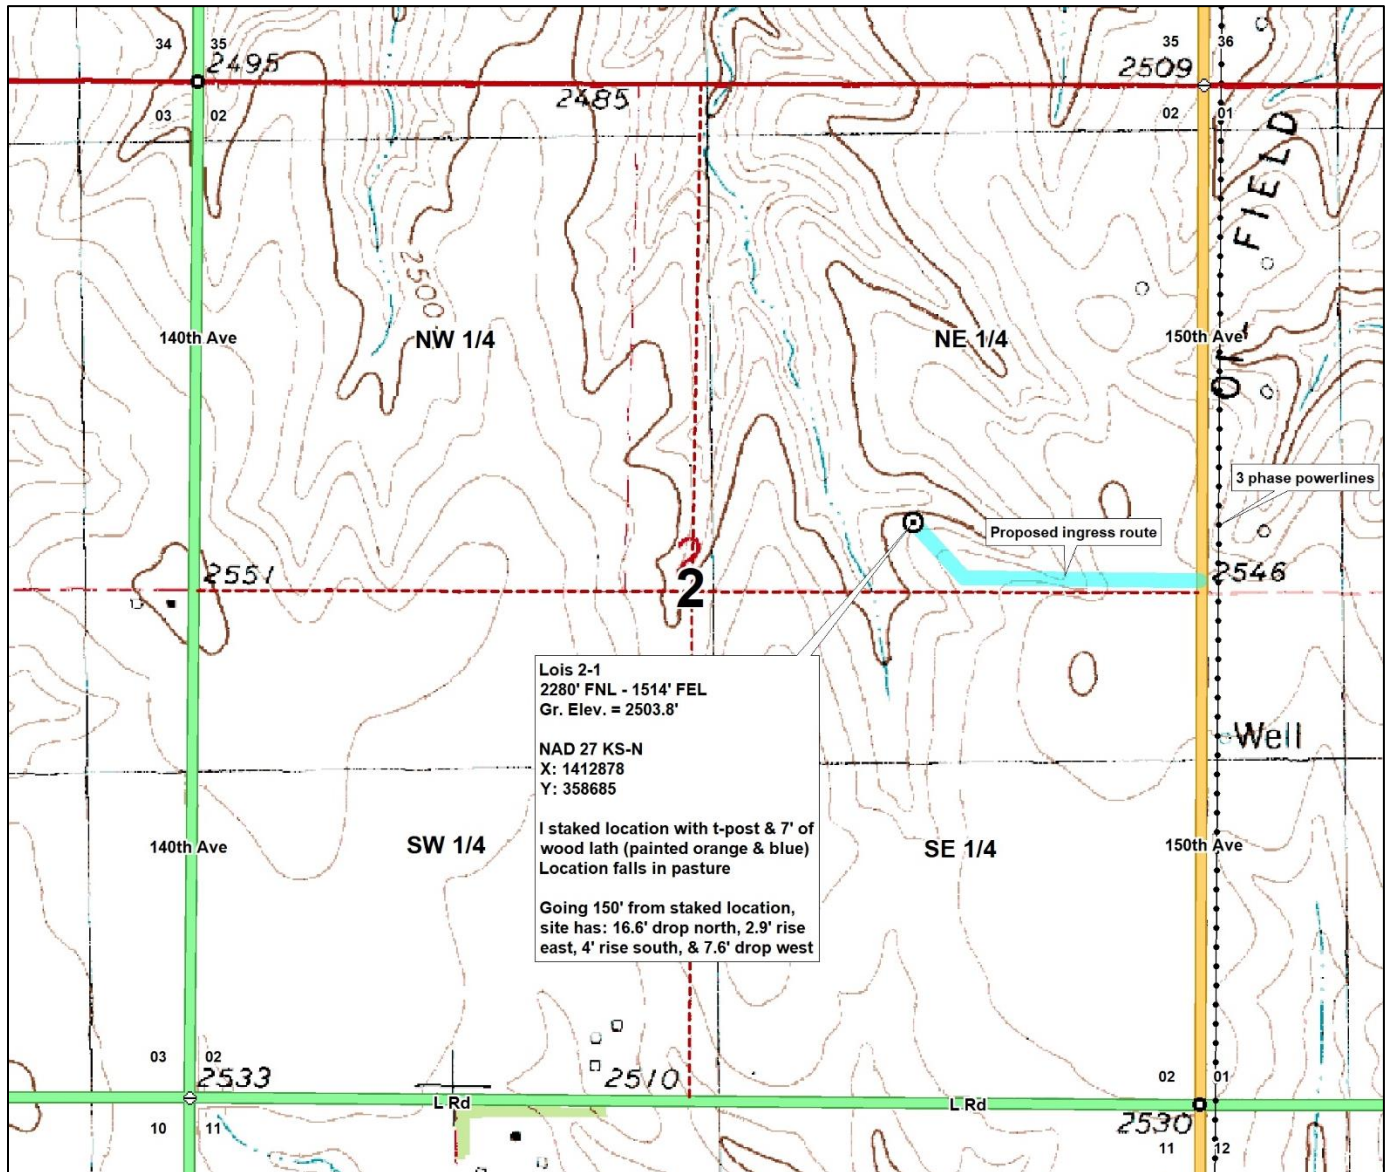 34
35
35
36
2495
2509
2485
03
02
02
01
FIELD
2500
140th Ave
NW 1/4
NE 1/4
150th Ave
OIL
3 phase powerlines
Proposed ingress route
2551
2
2
2546
Lois 2-1
2280' FNL - 1514' FEL
Gr. Elev. = 2503.8'
NAD 27 KS-N
X: 1412878
Y: 358685
I staked location with t-post & 7' of
wood lath (painted orange & blue)
Location falls in pasture
Going 150' from staked location,
site has: 16.6' drop north, 2.9' rise
east, 4' rise south, & 7.6' drop west
Well
140th Ave
SW 1/4
SE 1/4
150th Ave
03
02
02
01
2533
2510
L Rd
L Rd
2530
10
11
11
12